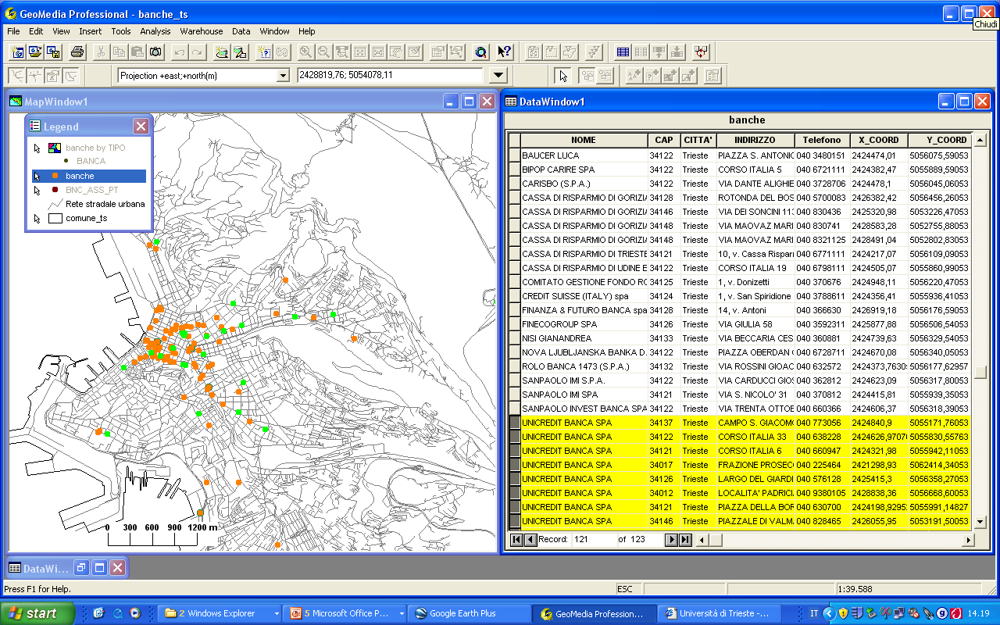 GeoMedia Professional - banche_ts
Chiudi
File Edit View Insert Tools Analysis Warehouse Data Window Help
Projection +east;+north(m) 2428819,76; 5054078,11
MapWindow1
Legend
banche by TIPO
BANCA
banche
BNC_ASS_PT
Rete stradale urbana
comune_ts
0 300 600 900 1200 m
DataWindow1
banche
NOME CAP CITTA' INDIRIZZO Telefono X_COORD Y_COORD
BAUCER LUCA 34122 Trieste PIAZZA S. ANTONIO 040 3480151 2424474,01 5056075,59053
BIPOP CARIRE SPA 34122 Trieste CORSO ITALIA 5 040 6721111 2424382,47 5055889,59053
CARISBO (S.P.A.) 34122 Trieste VIA DANTE ALIGHIE 040 3728706 2424478,1 5056045,06053
CASSA DI RISPARMIO DI GORIZIA 34128 Trieste ROTONDA DEL BOS 040 5700083 2426382,42 5056456,26053
CASSA DI RISPARMIO DI GORIZIA 34146 Trieste VIA DEI SONCINI 113 040 830436 2425320,98 5053226,47053
CASSA DI RISPARMIO DI GORIZIA 34148 Trieste VIA MAOVAZ MARI 040 830741 2428583,28 5052755,88053
CASSA DI RISPARMIO DI GORIZIA 34148 Trieste VIA MAOVAZ MARI 040 8321125 2428491,04 5052802,83053
CASSA DI RISPARMIO DI TRIESTE 34121 Trieste 10, v. Cassa Rispari 040 6771111 2424217,07 5056109,09053
CASSA DI RISPARMIO DI UDINE E 34122 Trieste CORSO ITALIA 19 040 6798111 2424505,07 5055860,99053
COMITATO GESTIONE FONDO RO 34125 Trieste 1, v. Donizetti 040 370676 2424948,11 5056220,47053
CREDIT SUISSE (ITALY) spa 34124 Trieste 1, v. San Spiridione 040 3788611 2424356,41 5055936,41053
FINANZA & FUTURO BANCA spa 34128 Trieste 14, v. Antoni 040 366630 2426919,18 5056176,59053
FINECOGROUP SPA 34126 Trieste VIA GIULIA 58 040 3592311 2425877,88 5056506,54053
NISI GIANANDREA 34133 Trieste VIA BECCARIA CES 040 360881 2424739,63 5056329,54053
NOVA LJUBLJANSKA BANKA D. 34122 Trieste PIAZZA OBERDAN G 040 6728711 2424670,08 5056340,05053
ROLO BANCA 1473 (S.P.A.) 34132 Trieste VIA ROSSINI GIOAC 040 632572 2424373,7630 5056177,62957
SANPAOLO IMI S.P.A. 34122 Trieste VIA CARDUCCI GIOS 040 362812 2424623,09 5056317,80053
SANPAOLO IMI SPA 34121 Trieste VIA S. NICOLO' 31 040 370812 2424415,81 5055939,35053
SANPAOLO INVEST BANCA SPA 34122 Trieste VIA TRENTA OTTOE 040 660366 2424606,37 5056318,39053
UNICREDIT BANCA SPA 34137 Trieste CAMPO S. GIACOMO 040 773056 2424840,9 5055171,76053
UNICREDIT BANCA SPA 34122 Trieste CORSO ITALIA 33 040 638228 2424626,9707 5055830,55763
UNICREDIT BANCA SPA 34121 Trieste CORSO ITALIA 6 040 660947 2424321,98 5055942,11053
UNICREDIT BANCA SPA 34017 Trieste FRAZIONE PROSEC 040 225464 2421298,93 5062414,34053
UNICREDIT BANCA SPA 34126 Trieste LARGO DEL GIARDI 040 576128 2425415,3 5056358,27053
UNICREDIT BANCA SPA 34012 Trieste LOCALITA' PADRICI 040 9380105 2428838,36 5056668,60053
UNICREDIT BANCA SPA 34121 Trieste PIAZZA DELLA BOR 040 630700 2424198,9295 5055991,14827
UNICREDIT BANCA SPA 34146 Trieste PIAZZALE DI VALM 040 828465 2426055,95 5053191,50053
Record: 121 of 123
DataWi...
Press F1 for Help. ESC 1:39.588
start 2 Windows Explorer 5 Microsoft Office P... Google Earth Plus GeoMedia Profession... Università di Trieste -... IT 14.19